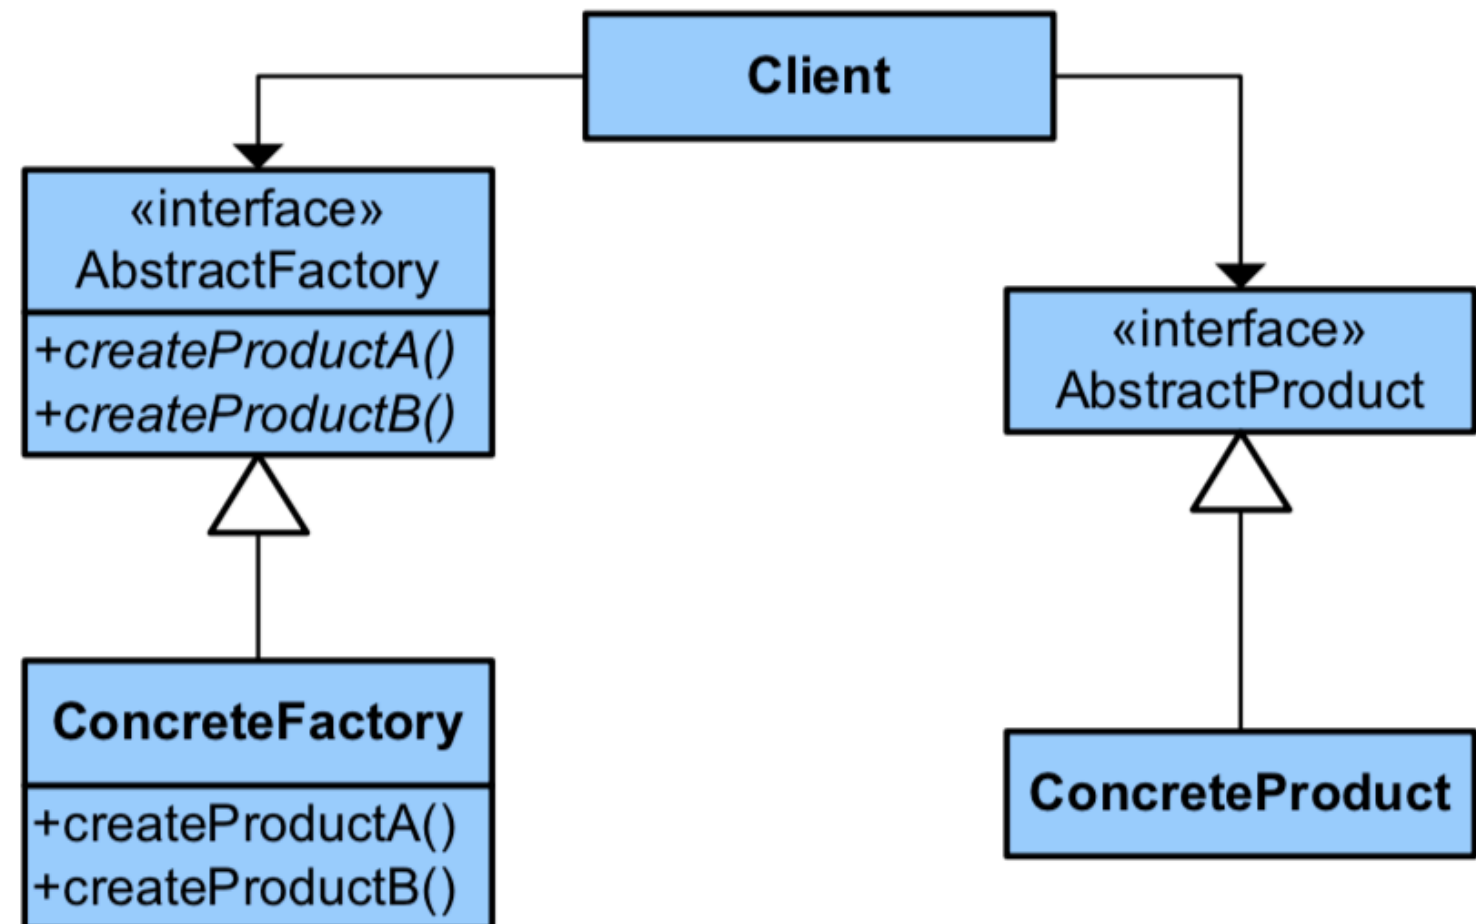 Client
«interface»
AbstractFactory
+createProductA()
+createProductB()
«interface»
AbstractProduct
ConcreteFactory
+createProductA()
+createProductB()
ConcreteProduct